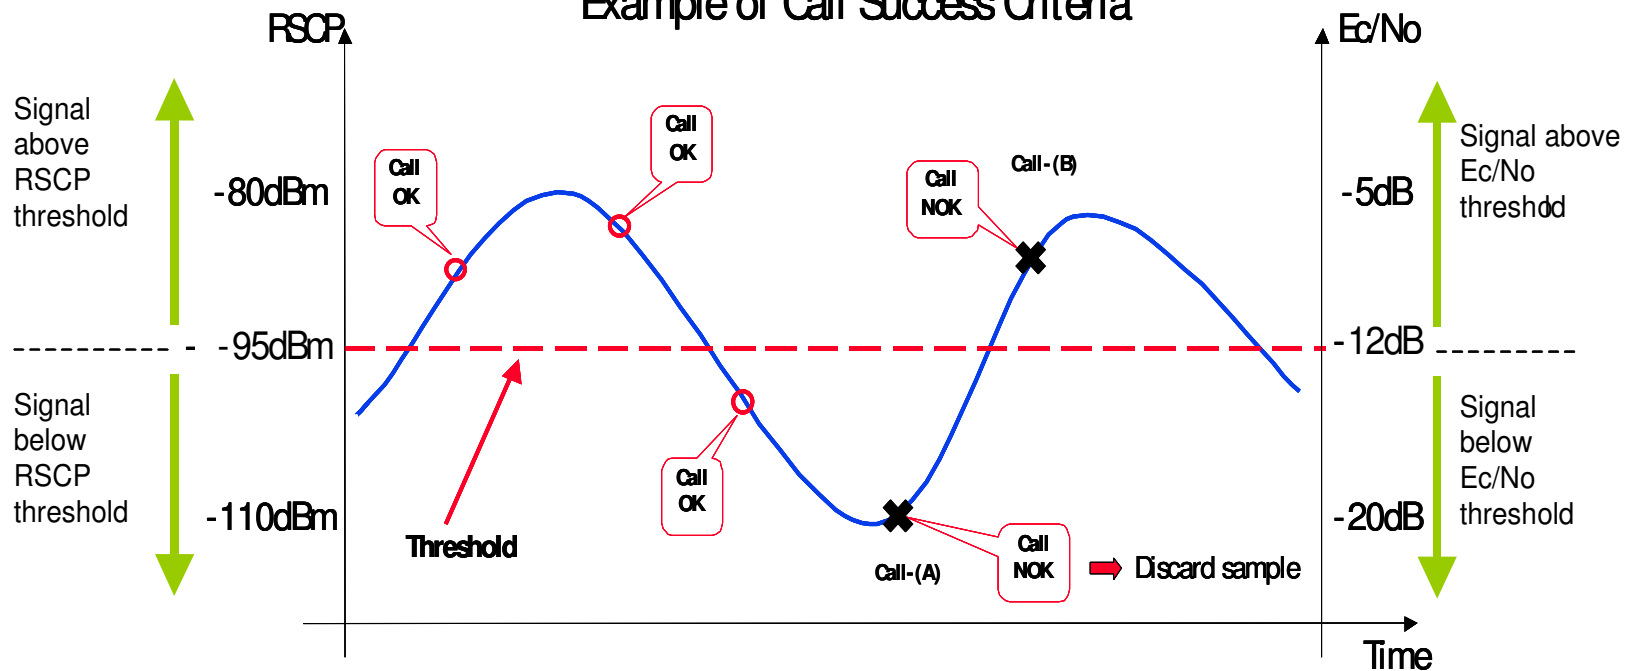 Example of Call Success Criteria
RSCP
Ec/No
Signal
above
RSCP
threshold
Signal above
Ec/No
threshold
-80dBm
-5dB
Call
OK
Call
OK
Call
NOK
Call-(B)
- -95dBm
-12dB
Signal
below
RSCP
threshold
Signal
below
Ec/No
threshold
Call
OK
-110dBm
-20dB
Threshold
Call-(A)
Call
NOK
Discard sample
Time